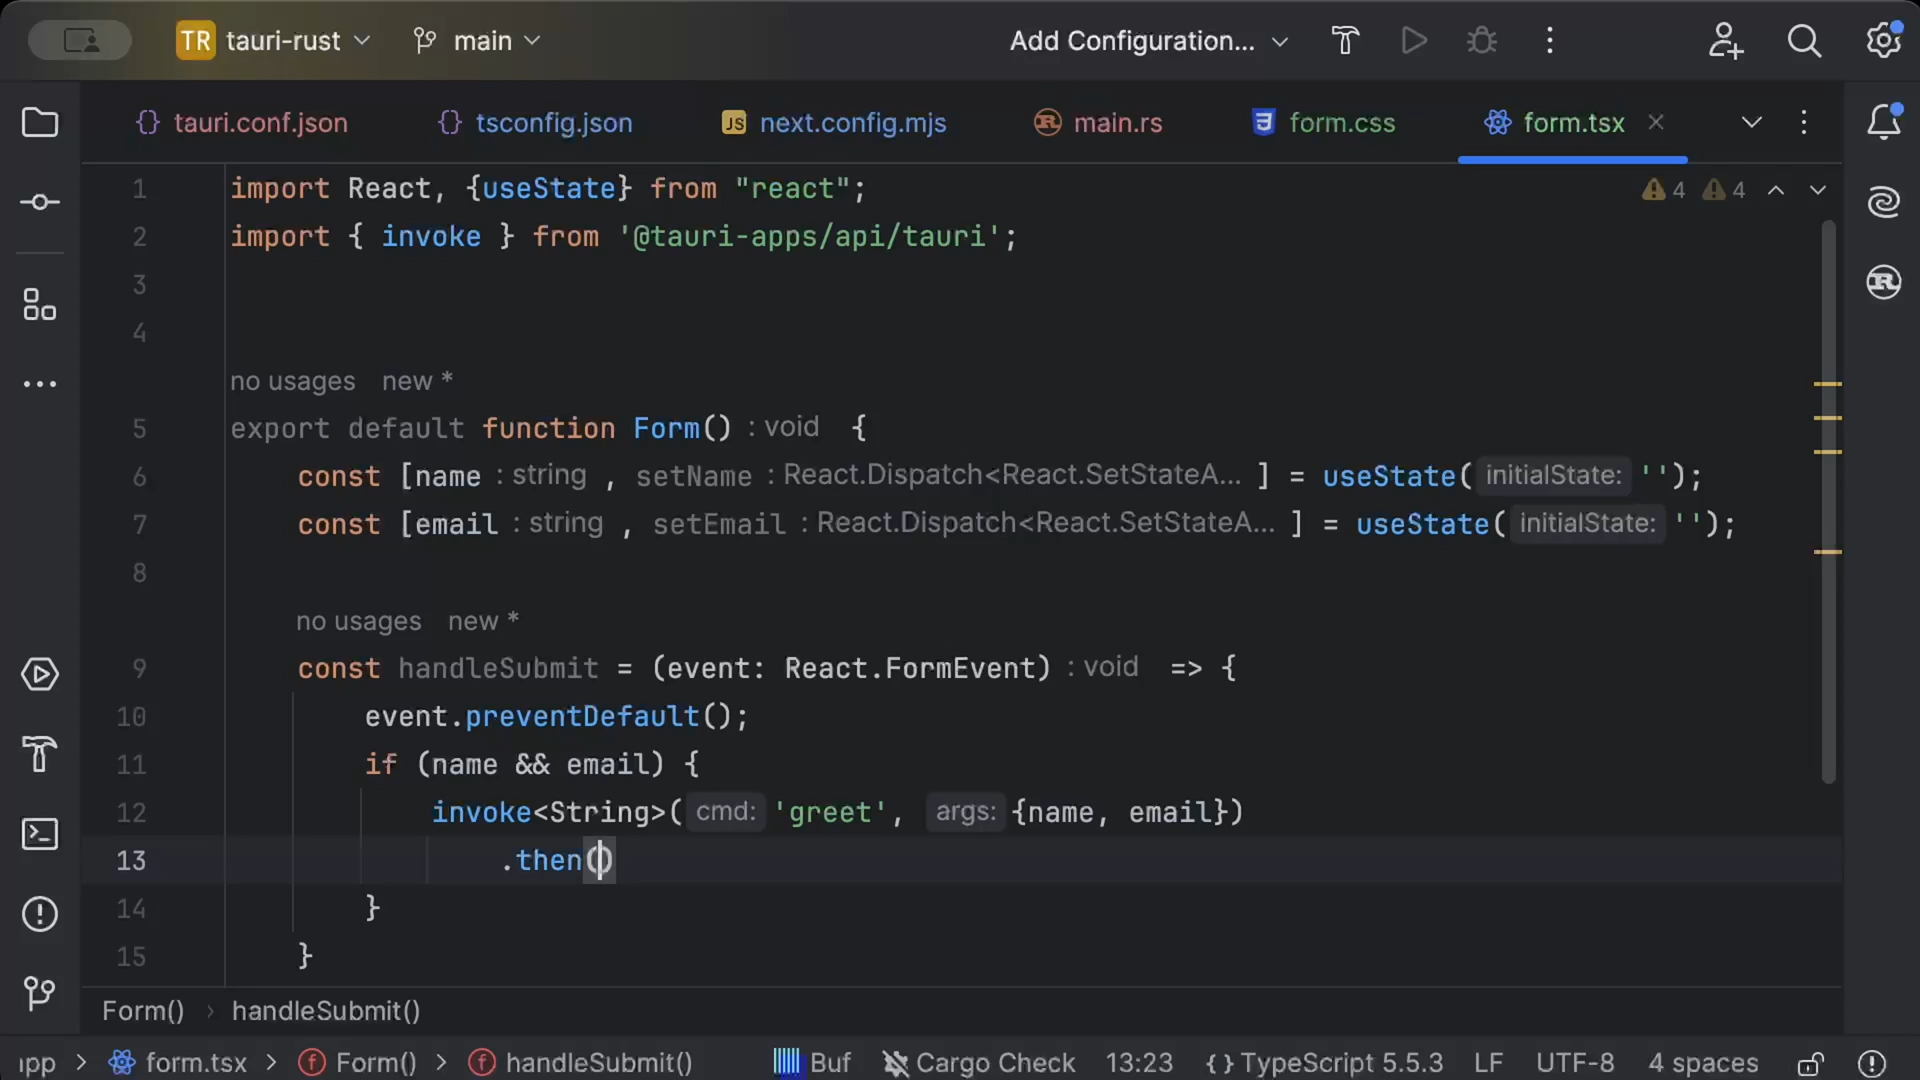 TR tauri-rust main Add Configuration...
tauri.conf.json tsconfig.json JS next.config.mjs main.rs form.css form.tsx
1 import React, {useState} from "react"; 4 4
2 import { invoke } from '@tauri-apps/api/tauri';
3
4
no usages new *
5 export default function Form() : void {
6 const [name : string , setName : React.Dispatch<React.SetStateA... ] = useState( initialState: '');
7 const [email : string , setEmail : React.Dispatch<React.SetStateA... ] = useState( initialState: '');
8
no usages new *
9 const handleSubmit = (event: React.FormEvent) : void => {
10 event.preventDefault();
11 if (name && email) {
12 invoke<String>( cmd: 'greet', args: {name, email})
13 .then()
14 }
15 }
Form() › handleSubmit()
app > form.tsx > f Form() > f handleSubmit() Buf Cargo Check 13:23 {} TypeScript 5.5.3 LF UTF-8 4 spaces